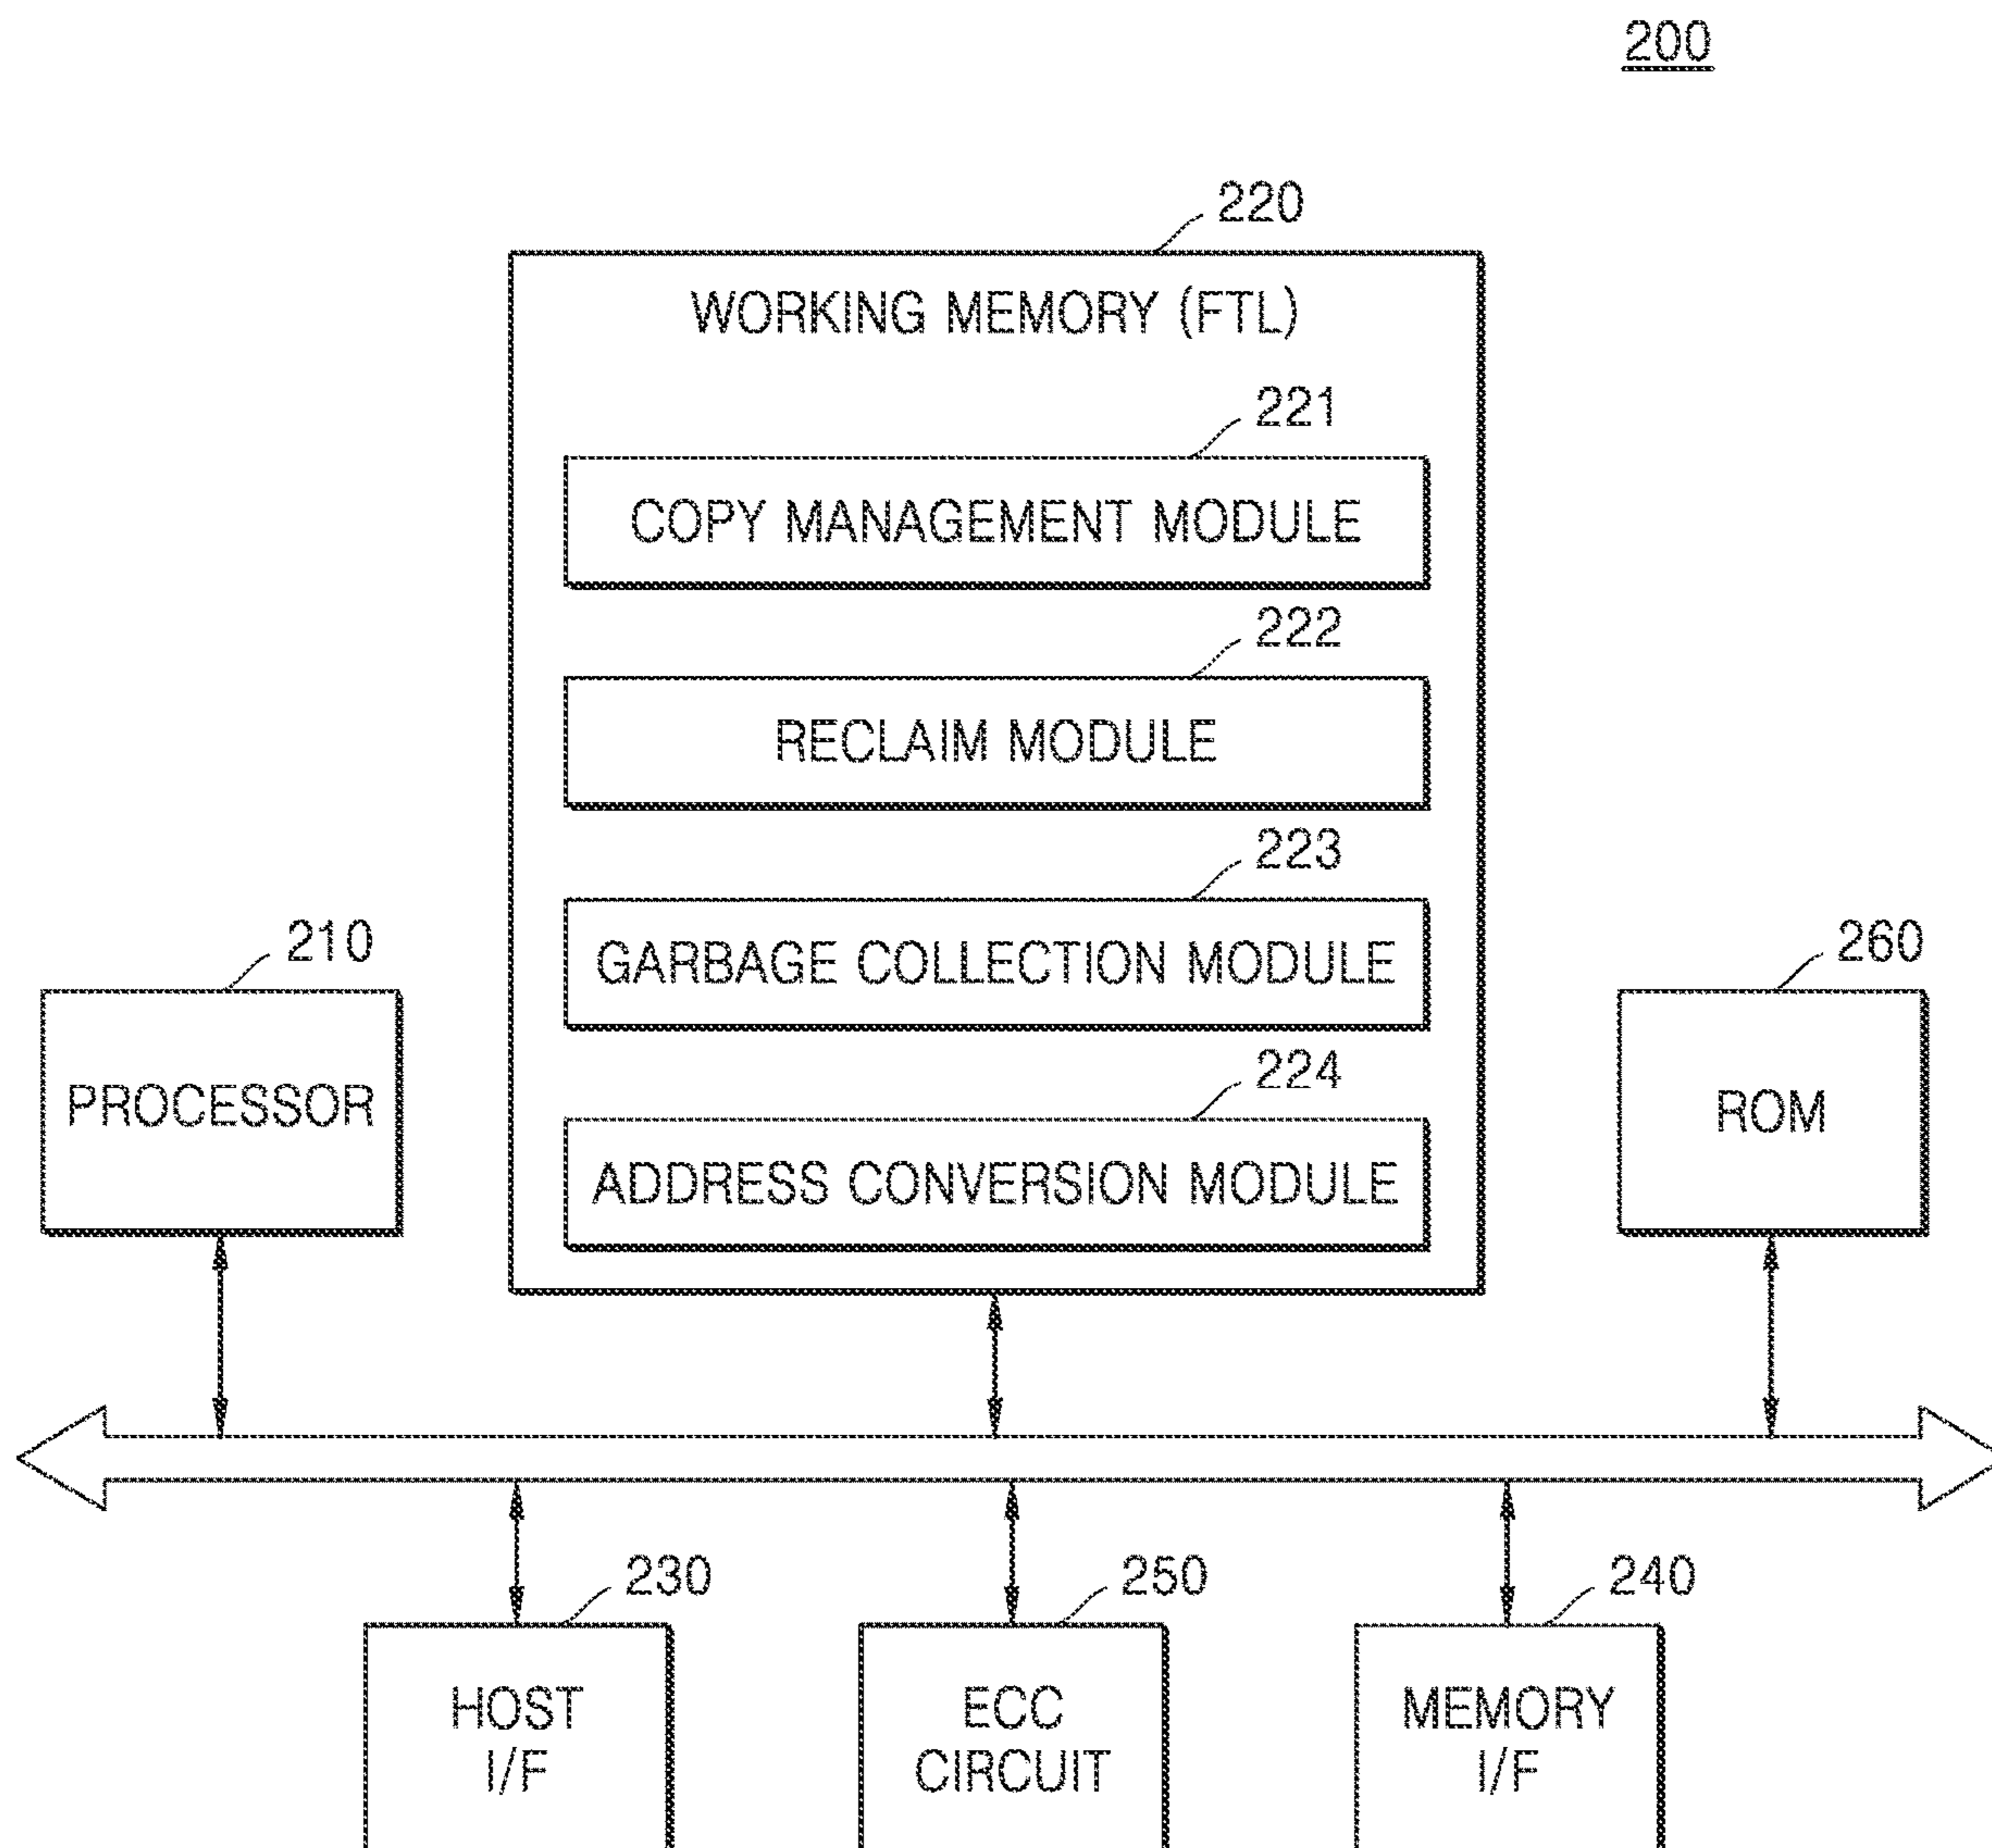 200
220
WORKING MEMORY (FTL)
221
COPY MANAGEMENT MODULE
222
RECLAIM MODULE
223
GARBAGE COLLECTION MODULE
224
ADDRESS CONVERSION MODULE
210
PROCESSOR
260
ROM
230
HOST
I/F
250
ECC
CIRCUIT
240
MEMORY
I/F